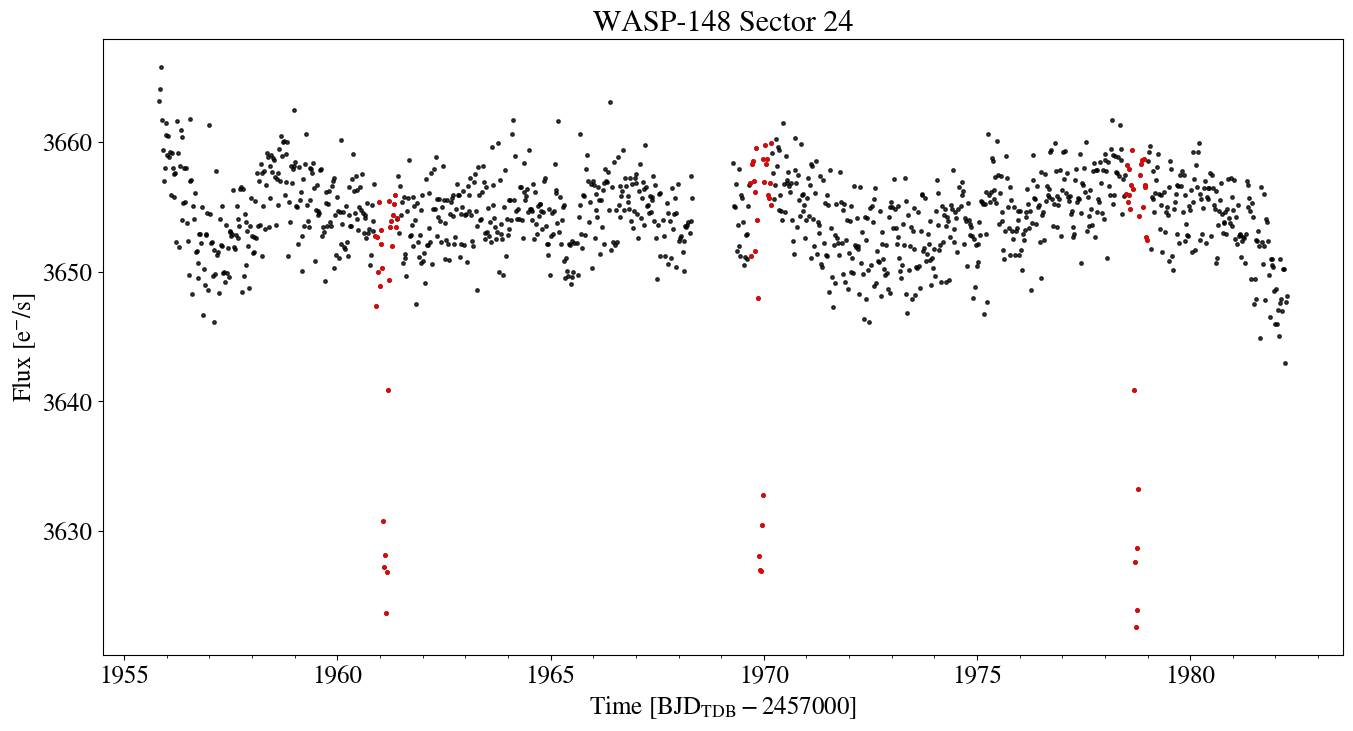 WASP-148 Sector 24
Flux [e⁻/s]
3660
3650
3640
3630
1955 1960 1965 1970 1975 1980
Time [BJD_TDB − 2457000]